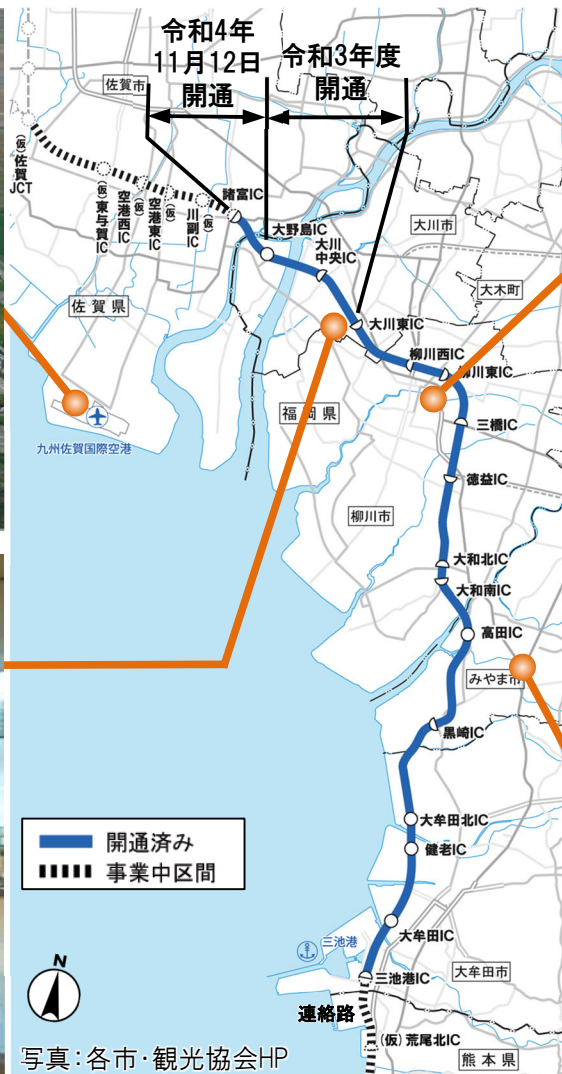 令和4年
11月12日
開通
令和3年度
開通
佐賀市
(仮)佐賀
JCT
(仮)東与賀
IC
(仮)
空港西IC
(仮)
空港東IC
(仮)
川副IC
諸富IC
大野島IC
大川
中央IC
大川市
大木町
佐賀県
大川東IC
柳川西IC
柳川東IC
福岡県
三橋IC
九州佐賀国際空港
徳益IC
柳川市
大和北IC
大和南IC
高田IC
みやま市
黒崎IC
大牟田北IC
開通済み
健老IC
事業中区間
大牟田IC
三池港
三池港IC
大牟田市
N
連絡路
(仮)荒尾北IC
写真:各市・観光協会HP
熊本県